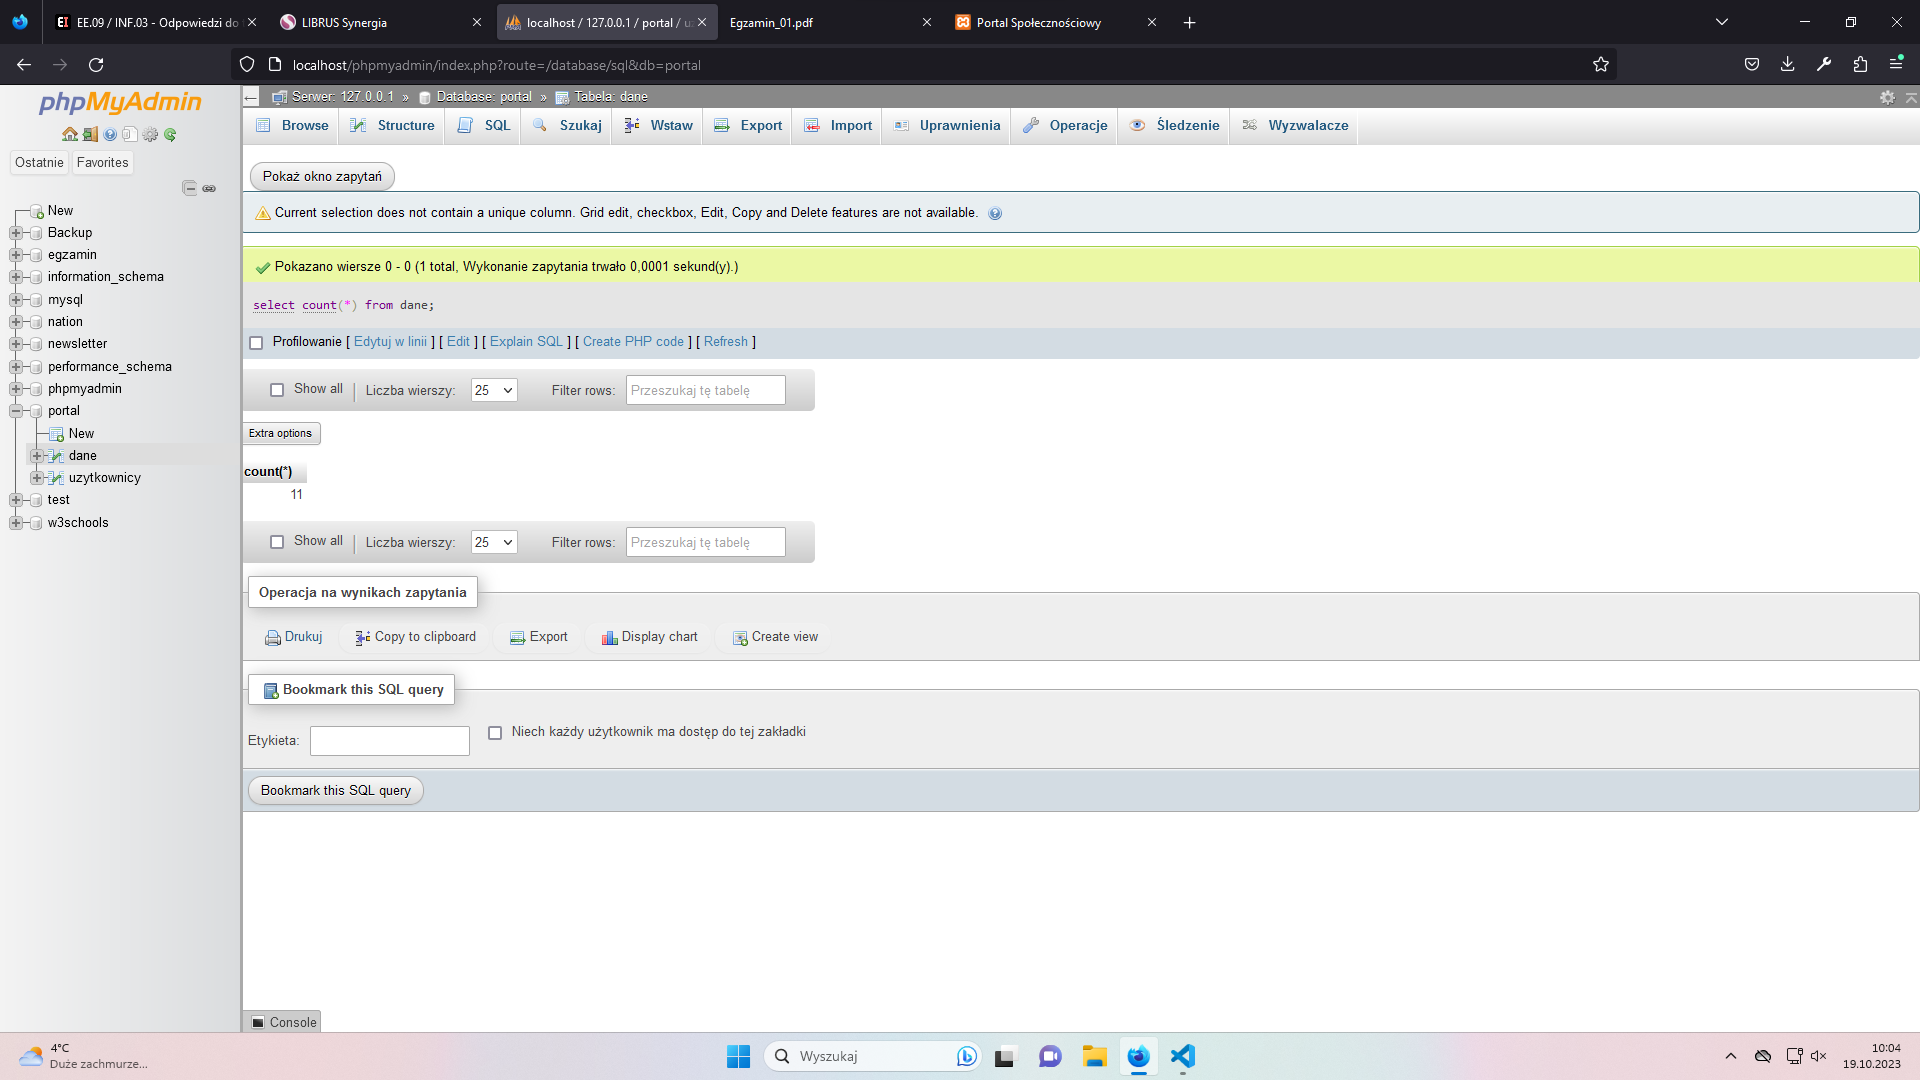 EE.09 / INF.03 - Odpowiedzi do
LIBRUS Synergia
localhost / 127.0.0.1 / portal / u
Egzamin_01.pdf
Portal Społecznościowy
localhost/phpmyadmin/index.php?route=/database/sql&db=portal
phpMyAdmin
Ostatnie
Favorites
New
Backup
egzamin
information_schema
mysql
nation
newsletter
performance_schema
phpmyadmin
portal
New
dane
uzytkownicy
test
w3schools
Serwer: 127.0.0.1 » Database: portal » Tabela: dane
Browse
Structure
SQL
Szukaj
Wstaw
Export
Import
Uprawnienia
Operacje
Śledzenie
Wyzwalacze
Pokaż okno zapytań
Current selection does not contain a unique column. Grid edit, checkbox, Edit, Copy and Delete features are not available.
Pokazano wiersze 0 - 0 (1 total, Wykonanie zapytania trwało 0,0001 sekund(y).)
select count(*) from dane;
Profilowanie [ Edytuj w linii ] [ Edit ] [ Explain SQL ] [ Create PHP code ] [ Refresh ]
Show all
Liczba wierszy:
25
Filter rows:
Przeszukaj tę tabelę
Extra options
count(*)
11
Show all
Liczba wierszy:
25
Filter rows:
Przeszukaj tę tabelę
Operacja na wynikach zapytania
Drukuj
Copy to clipboard
Export
Display chart
Create view
Bookmark this SQL query
Etykieta:
Niech każdy użytkownik ma dostęp do tej zakładki
Bookmark this SQL query
Console
4°C
Duże zachmurze...
Wyszukaj
10:04
19.10.2023